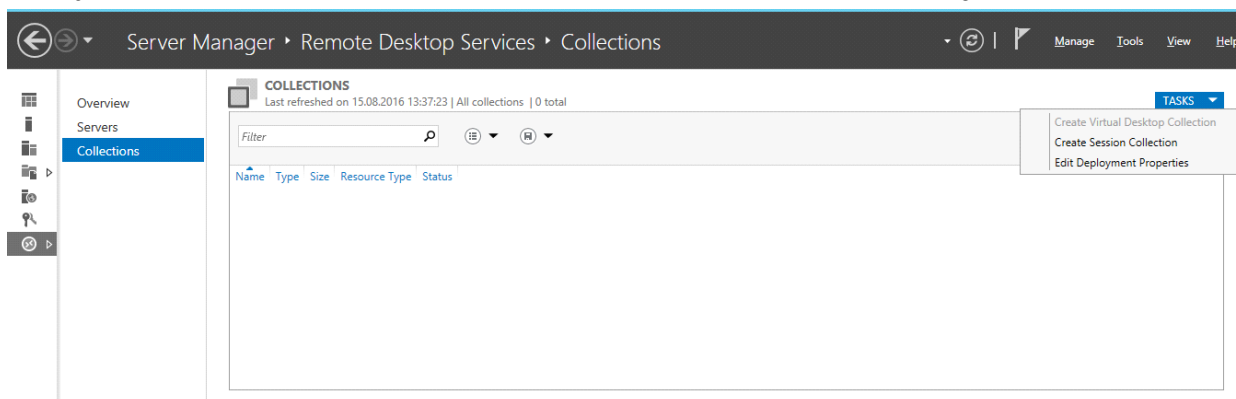 Server Manager ‣ Remote Desktop Services ‣ Collections
Manage Tools View Help
Overview
Servers
Collections
COLLECTIONS
Last refreshed on 15.08.2016 13:37:23 | All collections | 0 total
TASKS
Filter
Create Virtual Desktop Collection
Create Session Collection
Edit Deployment Properties
Name Type Size Resource Type Status